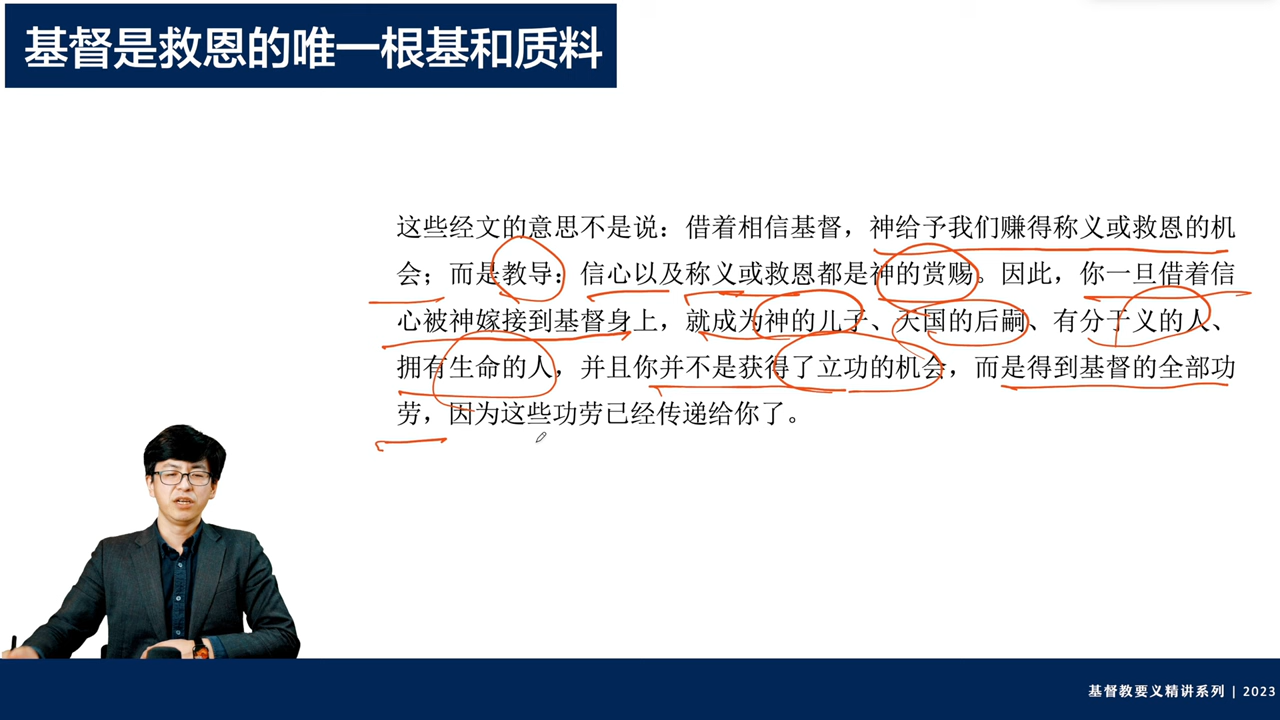 基督是救恩的唯一根基和质料
这些经文的意思不是说：借着相信基督，神给予我们赚得称义或救恩的机
会；而是教导：信心以及称义或救恩都是神的赏赐。因此，你一旦借着信
心被神嫁接到基督身上，就成为神的儿子、天国的后嗣、有分于义的人、
拥有生命的人，并且你并不是获得了立功的机会，而是得到基督的全部功
劳，因为这些功劳已经传递给你了。
基督教要义精讲系列 | 2023